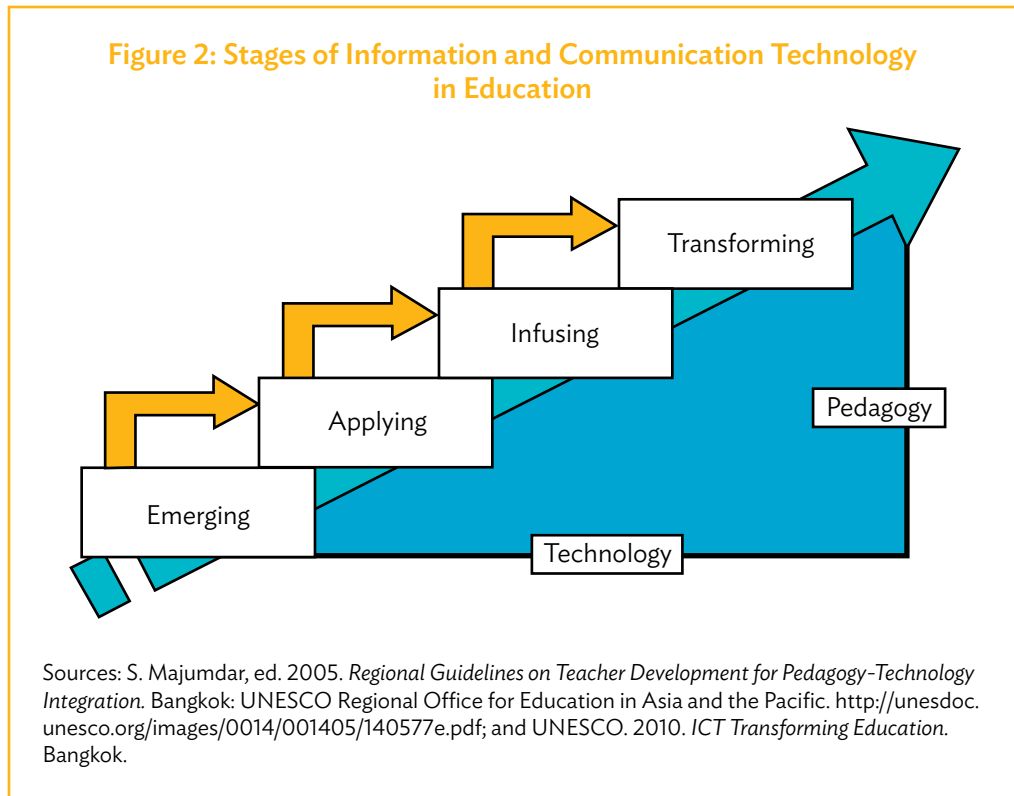 Figure 2: Stages of Information and Communication Technology
in Education
Transforming
Infusing
Pedagogy
Applying
Emerging
Technology
Sources: S. Majumdar, ed. 2005. Regional Guidelines on Teacher Development for Pedagogy-Technology
Integration. Bangkok: UNESCO Regional Office for Education in Asia and the Pacific. http://unesdoc.
unesco.org/images/0014/001405/140577e.pdf; and UNESCO. 2010. ICT Transforming Education.
Bangkok.